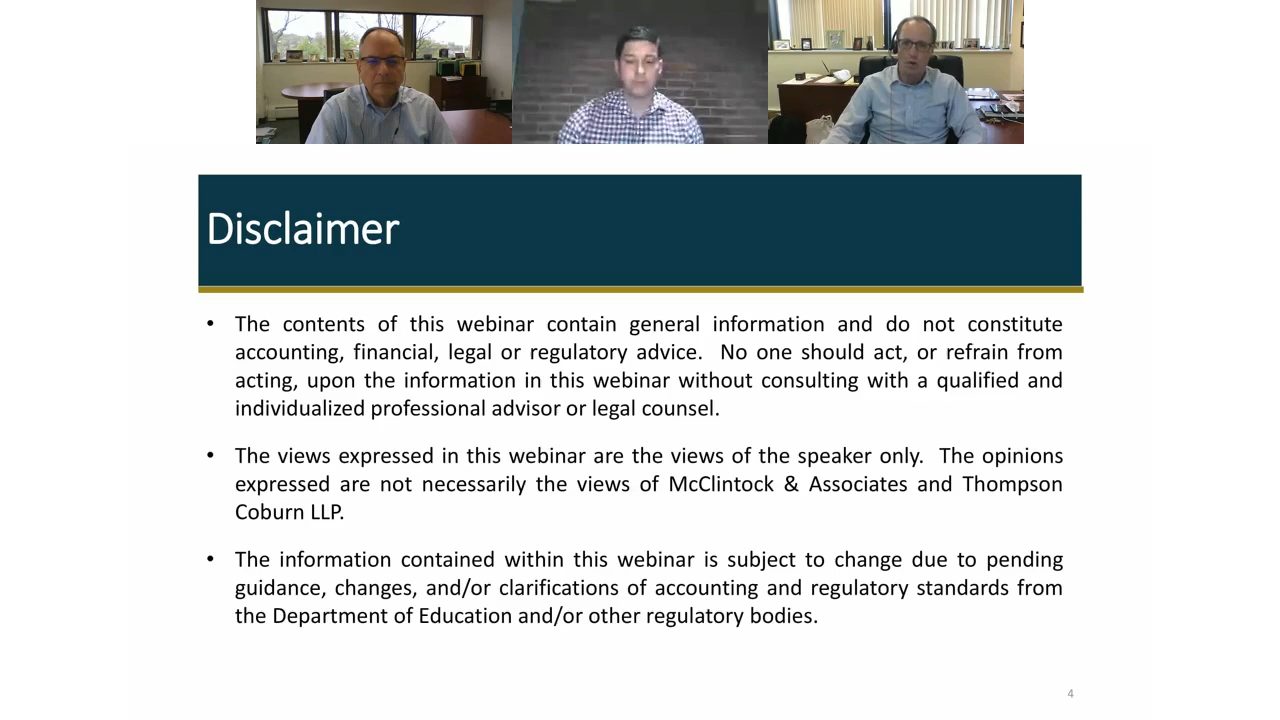 Disclaimer
• The contents of this webinar contain general information and do not constitute
accounting, financial, legal or regulatory advice.  No one should act, or refrain from
acting, upon the information in this webinar without consulting with a qualified and
individualized professional advisor or legal counsel.
• The views expressed in this webinar are the views of the speaker only.  The opinions
expressed are not necessarily the views of McClintock & Associates and Thompson
Coburn LLP.
• The information contained within this webinar is subject to change due to pending
guidance, changes, and/or clarifications of accounting and regulatory standards from
the Department of Education and/or other regulatory bodies.
4